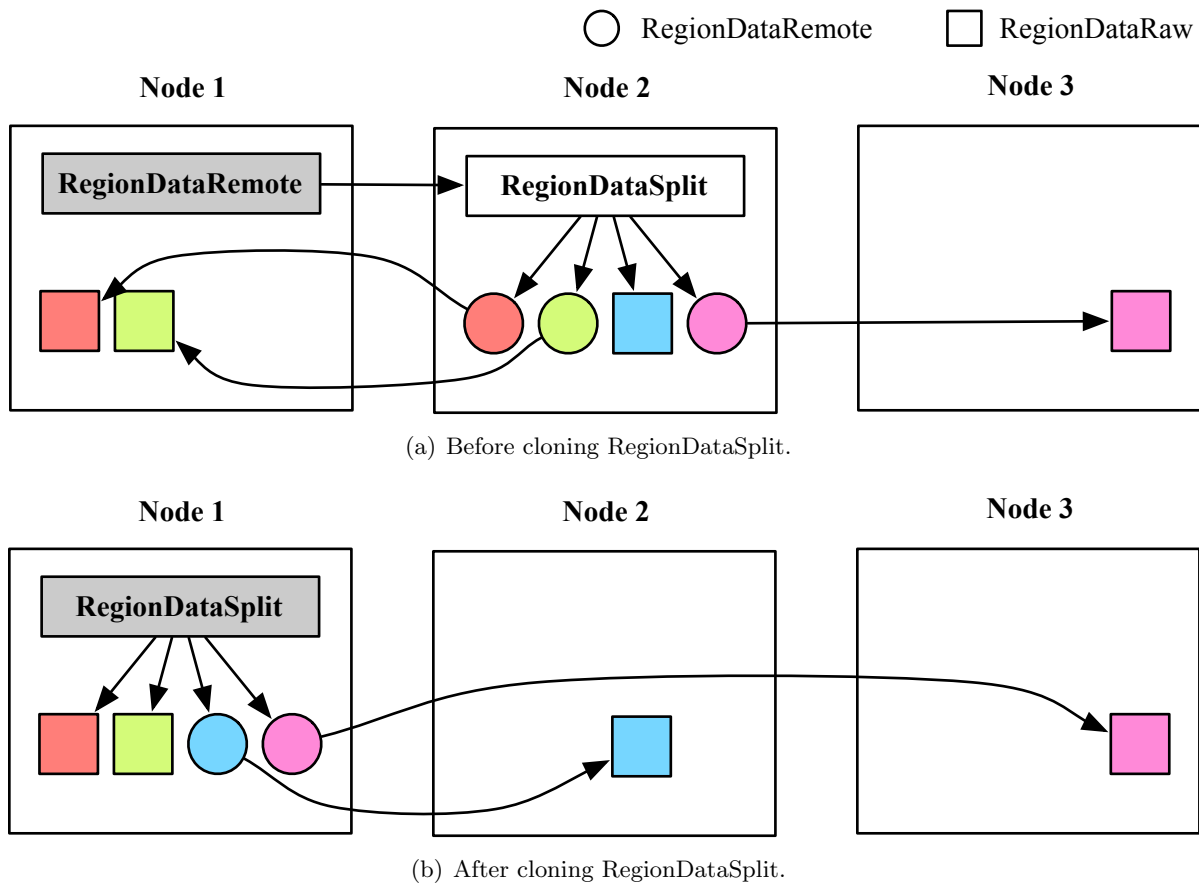 RegionDataRemote RegionDataRaw
Node 1 Node 2 Node 3
RegionDataRemote RegionDataSplit
(a) Before cloning RegionDataSplit.
Node 1 Node 2 Node 3
RegionDataSplit
(b) After cloning RegionDataSplit.